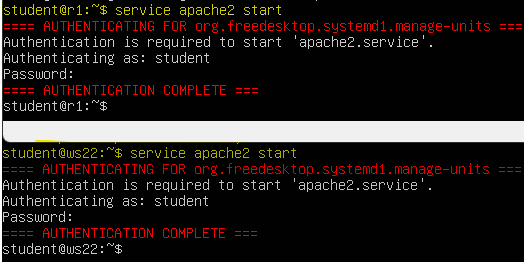 student@r1:~$ service apache2 start
==== AUTHENTICATING FOR org.freedesktop.systemd1.manage-units ===
Authentication is required to start 'apache2.service'.
Authenticating as: student
Password:
==== AUTHENTICATION COMPLETE ===
student@r1:~$
student@ws22:~$ service apache2 start
==== AUTHENTICATING FOR org.freedesktop.systemd1.manage-units ===
Authentication is required to start 'apache2.service'.
Authenticating as: student
Password:
==== AUTHENTICATION COMPLETE ===
student@ws22:~$